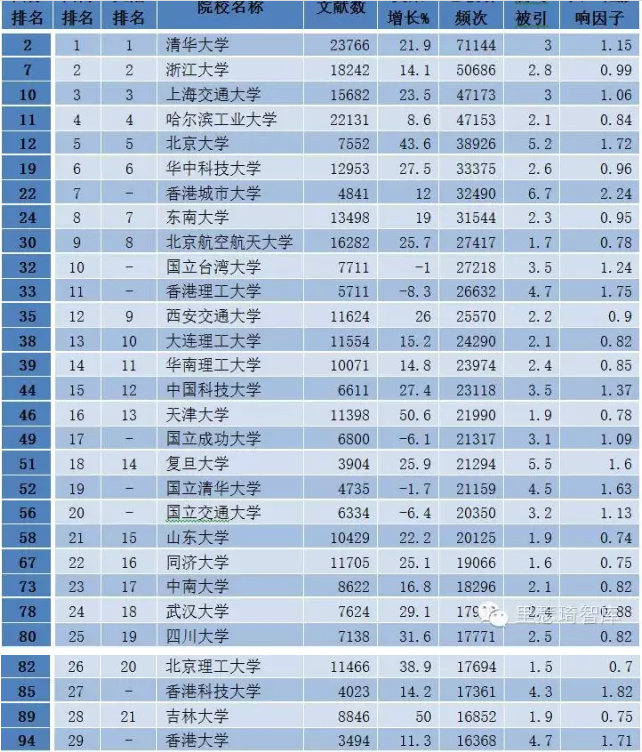 排名 排名 排名 院校名称 文献数 增长% 频次 被引 响因子
2 1 1 清华大学 23766 21.9 71144 3 1.15
7 2 2 浙江大学 18242 14.1 50686 2.8 0.99
10 3 3 上海交通大学 15682 23.5 47173 3 1.06
11 4 4 哈尔滨工业大学 22131 8.6 47153 2.1 0.84
12 5 5 北京大学 7552 43.6 38926 5.2 1.72
19 6 6 华中科技大学 12953 27.5 33375 2.6 0.96
22 7 - 香港城市大学 4841 12 32490 6.7 2.24
24 8 7 东南大学 13498 19 31544 2.3 0.95
30 9 8 北京航空航天大学 16282 25.7 27417 1.7 0.78
32 10 - 国立台湾大学 7711 -1 27218 3.5 1.24
33 11 - 香港理工大学 5711 -8.3 26632 4.7 1.75
35 12 9 西安交通大学 11624 26 25570 2.2 0.9
38 13 10 大连理工大学 11554 15.2 24290 2.1 0.82
39 14 11 华南理工大学 10071 14.8 23974 2.4 0.85
44 15 12 中国科技大学 6611 27.4 23118 3.5 1.37
46 16 13 天津大学 11398 50.6 21990 1.9 0.78
49 17 - 国立成功大学 6800 -6.1 21317 3.1 1.09
51 18 14 复旦大学 3904 25.9 21294 5.5 1.6
52 19 - 国立清华大学 4735 -1.7 21159 4.5 1.63
56 20 - 国立交通大学 6334 -6.4 20350 3.2 1.13
58 21 15 山东大学 10429 22.2 20125 1.9 0.74
67 22 16 同济大学 11705 25.1 19066 1.6 0.75
73 23 17 中南大学 8622 16.8 18296 2.1 0.82
78 24 18 武汉大学 7624 29.1 2.4 0.88
80 25 19 四川大学 7138 31.6 17771 2.5 0.82
82 26 20 北京理工大学 11466 38.9 17694 1.5 0.7
85 27 - 香港科技大学 4023 14.2 17361 4.3 1.82
89 28 21 吉林大学 8846 50 16852 1.9 0.75
94 29 - 香港大学 3494 11.3 16368 4.7 1.71